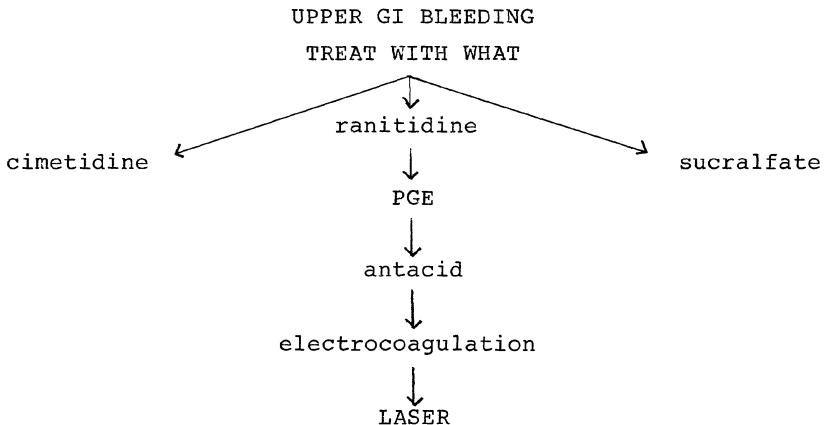 UPPER GI BLEEDING
TREAT WITH WHAT
ranitidine
cimetidine
sucralfate
PGE
antacid
electrocoagulation
LASER